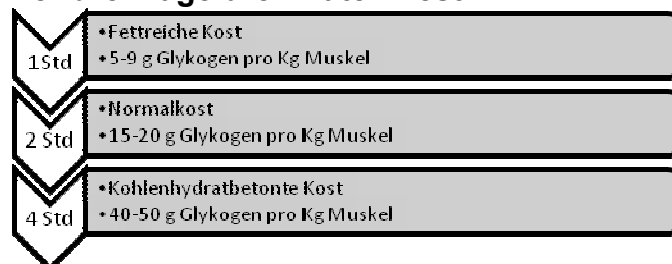 1Std
•Fettreiche Kost
•5-9 g Glykogen pro Kg Muskel
2 Std
•Normalkost
•15-20 g Glykogen pro Kg Muskel
4 Std
•Kohlenhydratbetonte Kost
•40-50 g Glykogen pro Kg Muskel